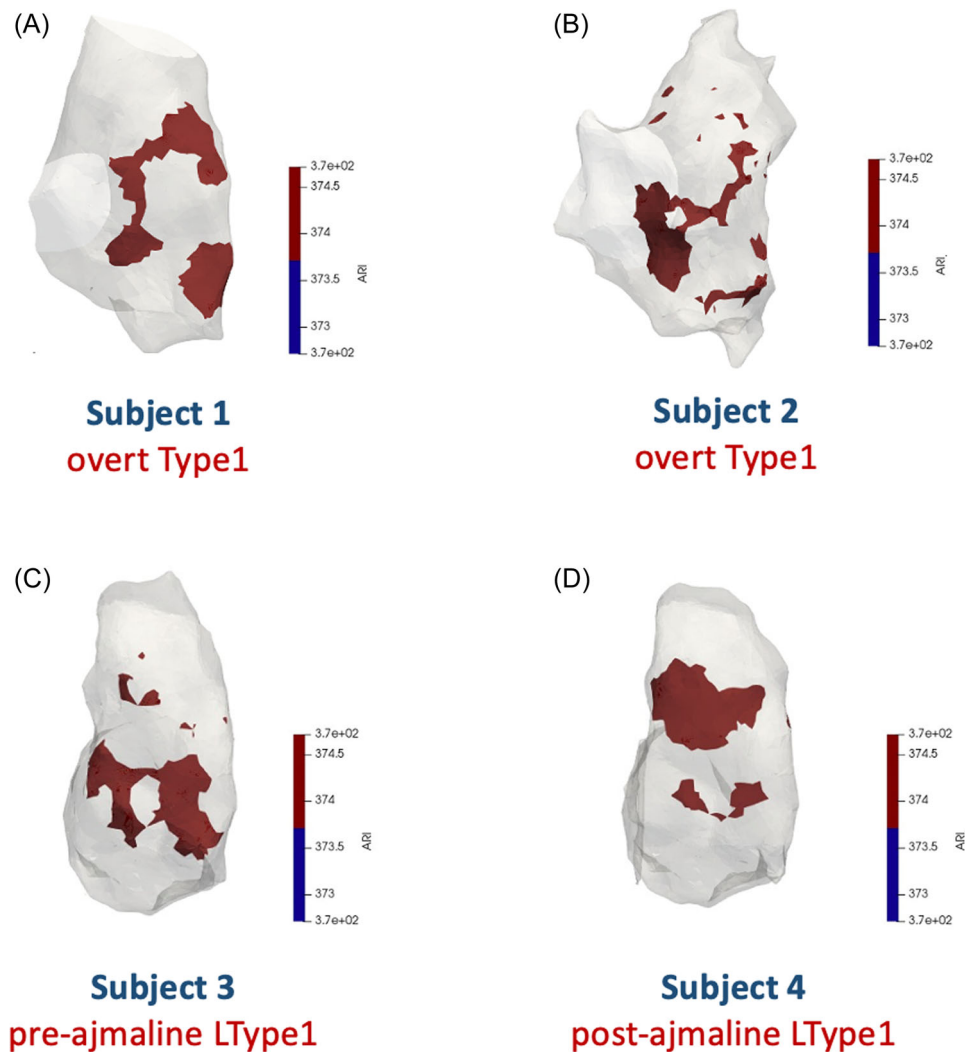 (A)
3.7e+02
374.5
374
373.5
373
3.7e+02
ARI
Subject 1
overt Type1
(B)
3.7e+02
374.5
374
373.5
373
3.7e+02
ARI.
Subject 2
overt Type1
(C)
3.7e+02
374.5
374
373.5
373
3.7e+02
ARI
Subject 3
pre-ajmaline LType1
(D)
3.7e+02
374.5
374
373.5
373
3.7e+02
ARI
Subject 4
post-ajmaline LType1